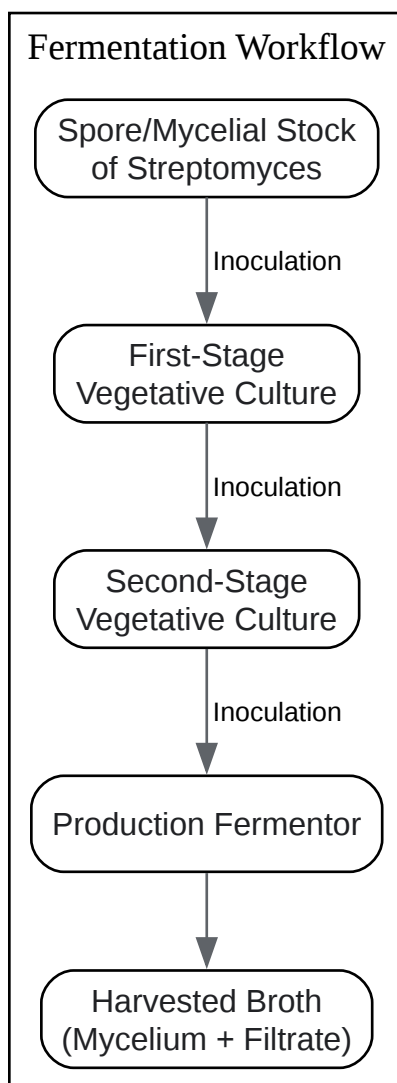 Fermentation Workflow
Spore/Mycelial Stock
of Streptomyces
Inoculation
First-Stage
Vegetative Culture
Inoculation
Second-Stage
Vegetative Culture
Inoculation
Production Fermentor
Harvested Broth
(Mycelium + Filtrate)